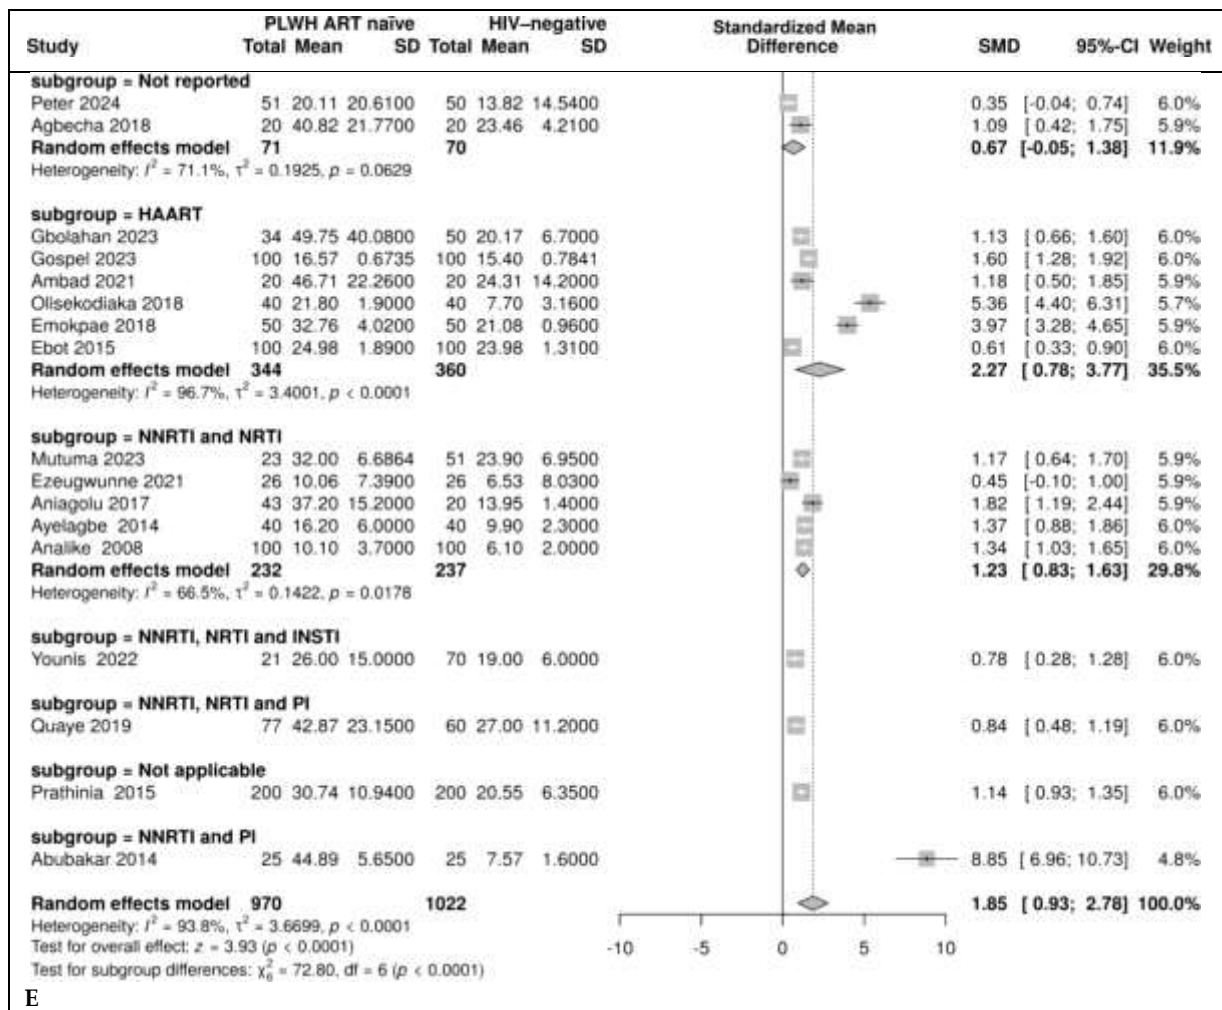 PLWH ART naïve HIV–negative Standardized Mean
Study Total Mean SD Total Mean SD Difference SMD 95%-CI Weight
subgroup = Not reported
Peter 2024 51 20.11 20.6100 50 13.82 14.5400 0.35 [-0.04; 0.74] 6.0%
Agbecha 2018 20 40.82 21.7700 20 23.46 4.2100 1.09 [ 0.42; 1.75] 5.9%
Random effects model 71 70 0.67 [-0.05; 1.38] 11.9%
Heterogeneity: I² = 71.1%, τ² = 0.1925, p = 0.0629
subgroup = HAART
Gbolahan 2023 34 49.75 40.0800 50 20.17 6.7000 1.13 [ 0.66; 1.60] 6.0%
Gospel 2023 100 16.57 0.6735 100 15.40 0.7841 1.60 [ 1.28; 1.92] 6.0%
Ambad 2021 20 46.71 22.2600 20 24.31 14.2000 1.18 [ 0.50; 1.85] 5.9%
Olisekodiaka 2018 40 21.80 1.9000 40 7.70 3.1600 5.36 [ 4.40; 6.31] 5.7%
Emokpae 2018 50 32.76 4.0200 50 21.08 0.9600 3.97 [ 3.28; 4.65] 5.9%
Ebot 2015 100 24.98 1.8900 100 23.98 1.3100 0.61 [ 0.33; 0.90] 6.0%
Random effects model 344 360 2.27 [ 0.78; 3.77] 35.5%
Heterogeneity: I² = 96.7%, τ² = 3.4001, p < 0.0001
subgroup = NNRTI and NRTI
Mutuma 2023 23 32.00 6.6864 51 23.90 6.9500 1.17 [ 0.64; 1.70] 5.9%
Ezeugwunne 2021 26 10.06 7.3900 26 6.53 8.0300 0.45 [-0.10; 1.00] 5.9%
Aniagolu 2017 43 37.20 15.2000 20 13.95 1.4000 1.82 [ 1.19; 2.44] 5.9%
Ayelagbe 2014 40 16.20 6.0000 40 9.90 2.3000 1.37 [ 0.88; 1.86] 6.0%
Analike 2008 100 10.10 3.7000 100 6.10 2.0000 1.34 [ 1.03; 1.65] 6.0%
Random effects model 232 237 1.23 [ 0.83; 1.63] 29.8%
Heterogeneity: I² = 66.5%, τ² = 0.1422, p = 0.0178
subgroup = NNRTI, NRTI and INSTI
Younis 2022 21 26.00 15.0000 70 19.00 6.0000 0.78 [ 0.28; 1.28] 6.0%
subgroup = NNRTI, NRTI and PI
Quaye 2019 77 42.87 23.1500 60 27.00 11.2000 0.84 [ 0.48; 1.19] 6.0%
subgroup = Not applicable
Prathinia 2015 200 30.74 10.9400 200 20.55 6.3500 1.14 [ 0.93; 1.35] 6.0%
subgroup = NNRTI and PI
Abubakar 2014 25 44.89 5.6500 25 7.57 1.6000 8.85 [ 6.96; 10.73] 4.8%
Random effects model 970 1022 1.85 [ 0.93; 2.78] 100.0%
Heterogeneity: I² = 93.8%, τ² = 3.6699, p < 0.0001
Test for overall effect: z = 3.93 (p < 0.0001) -10 -5 0 5 10
Test for subgroup differences: χ²₆ = 72.80, df = 6 (p < 0.0001)
E